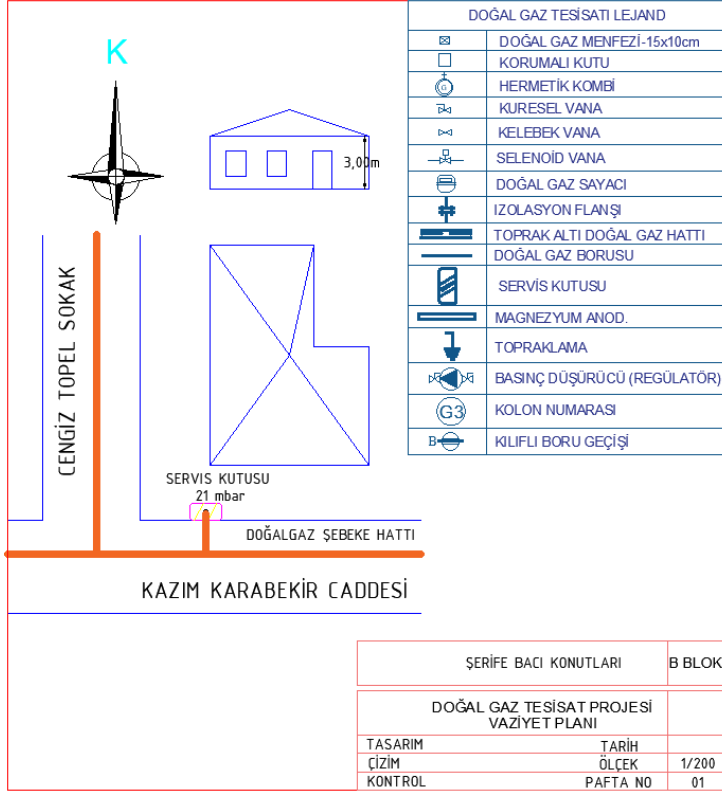 K
3,00m
CENGİZ TOPEL SOKAK
SERVİS KUTUSU
21 mbar
DOĞALGAZ ŞEBEKE HATTI
KAZIM KARABEKİR CADDESİ
DOĞAL GAZ TESİSATI LEJAND
DOĞAL GAZ MENFEZİ-15x10cm
KORUMALI KUTU
G HERMETİK KOMBİ
KURESEL VANA
KELEBEK VANA
SELENOİD VANA
DOĞAL GAZ SAYACI
IZOLASYON FLANŞI
TOPRAK ALTI DOĞAL GAZ HATTI
DOĞAL GAZ BORUSU
SERVİS KUTUSU
MAGNEZYUM ANOD.
TOPRAKLAMA
BASINÇ DÜŞÜRÜCÜ (REGÜLATÖR)
G3 KOLON NUMARASI
B KILIFLI BORU GEÇİŞİ
ŞERİFE BACI KONUTLARI B BLOK
DOĞAL GAZ TESİSAT PROJESİ
VAZİYET PLANI
TASARIM TARİH
ÇİZİM ÖLÇEK 1/200
KONTROL PAFTA NO 01